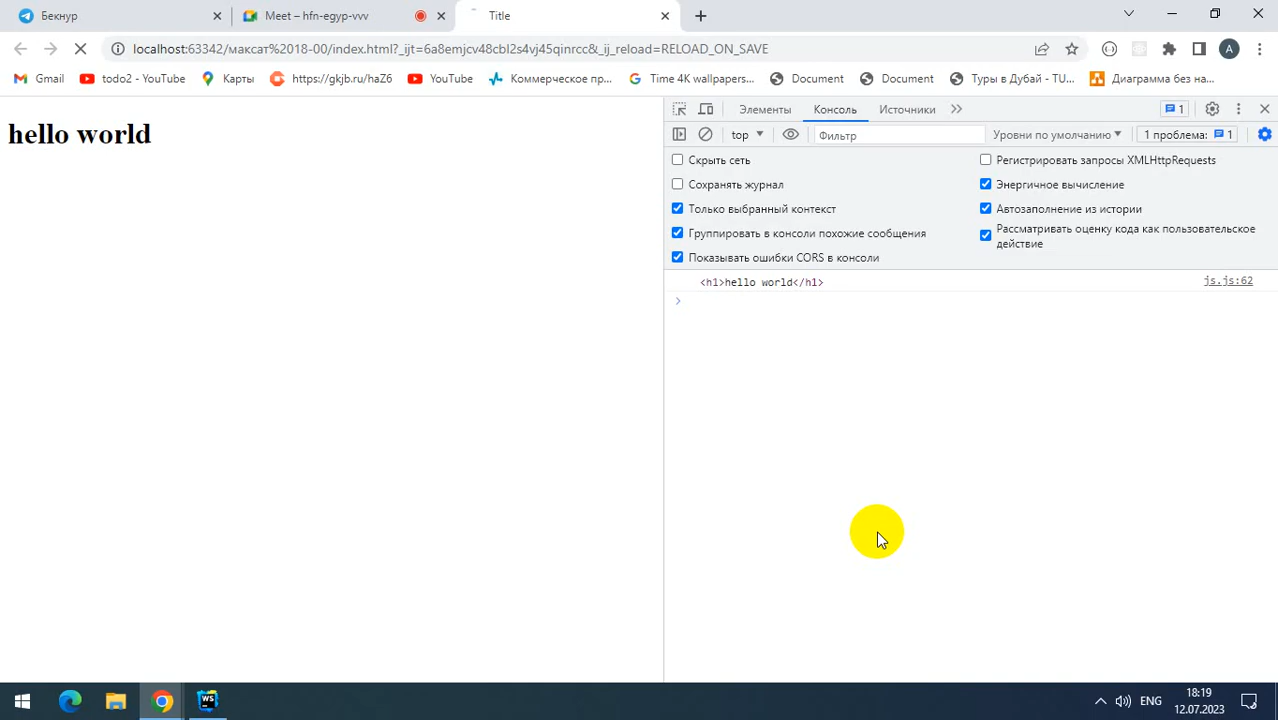 Бекнур
Meet – hfn-egyp-vvv
Title
localhost:63342/максат%2018-00/index.html?_ijt=6a8emjcv48cbl2s4vj45qinrcc&_ij_reload=RELOAD_ON_SAVE
A
Gmail
todo2 - YouTube
Карты
https://gkjb.ru/haZ6
YouTube
Коммерческое пр...
Time 4K wallpapers...
Document
Document
Туры в Дубай - TU...
Диаграмма без на...
hello world
Элементы
Консоль
Источники
1
top
Фильтр
Уровни по умолчанию
1 проблема:
1
Скрыть сеть
Регистрировать запросы XMLHttpRequests
Сохранять журнал
Энергичное вычисление
Только выбранный контекст
Автозаполнение из истории
Группировать в консоли похожие сообщения
Рассматривать оценку кода как пользовательское
действие
Показывать ошибки CORS в консоли
<h1>hello world</h1>
js.js:62
WS
ENG
18:19
12.07.2023